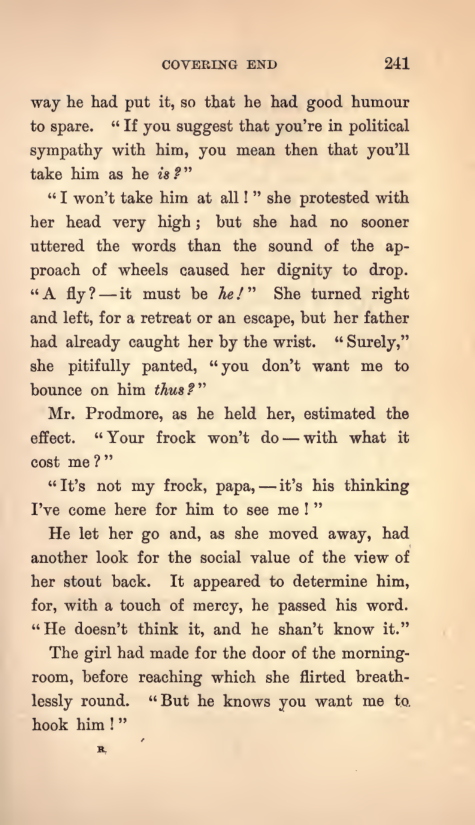 COVERING END 241
way he had put it, so that he had good humour
to spare. “If you suggest that you're in political
sympathy with him, you mean then that you'll
take him as he is?”
“I won't take him at all!” she protested with
her head very high; but she had no sooner
uttered the words than the sound of the ap-
proach of wheels caused her dignity to drop.
“A fly?—it must be he!” She turned right
and left, for a retreat or an escape, but her father
had already caught her by the wrist. “Surely,”
she pitifully panted, “you don't want me to
bounce on him thus?”
Mr. Prodmore, as he held her, estimated the
effect. “Your frock won't do—with what it
cost me?”
“It's not my frock, papa,—it's his thinking
I've come here for him to see me!”
He let her go and, as she moved away, had
another look for the social value of the view of
her stout back. It appeared to determine him,
for, with a touch of mercy, he passed his word.
“He doesn't think it, and he shan't know it.”
The girl had made for the door of the morning-
room, before reaching which she flirted breath-
lessly round. “But he knows you want me to
hook him!”
R